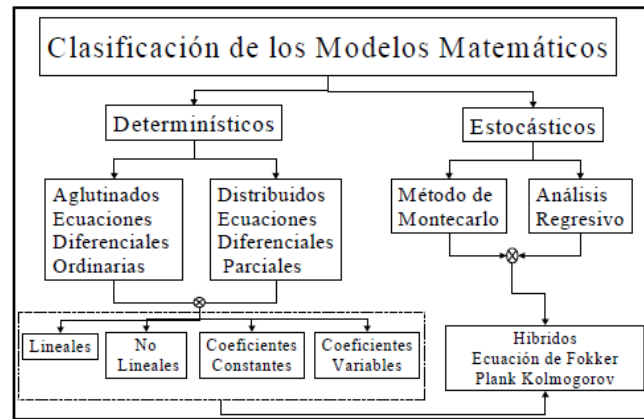 Clasificación de los Modelos Matemáticos
Determinísticos
Estocásticos
Aglutinados
Ecuaciones
Diferenciales
Ordinarias
Distribuidos
Ecuaciones
Diferenciales
Parciales
Método de
Montecarlo
Análisis
Regresivo
Lineales
No
Lineales
Coeficientes
Constantes
Coeficientes
Variables
Hibridos
Ecuación de Fokker
Plank Kolmogorov